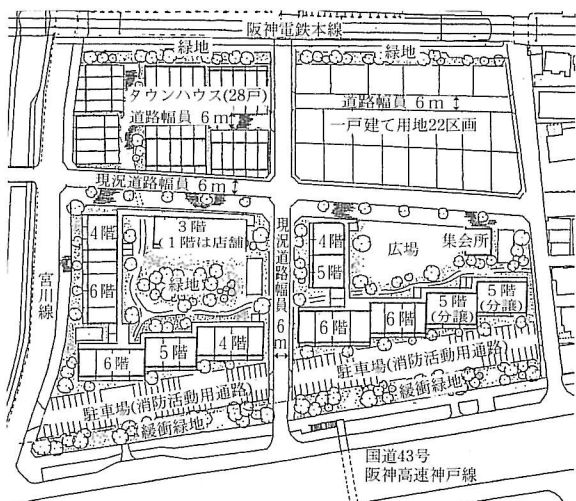 阪神電鉄本線
緑地
緑地
タウンハウス(28戸)
道路幅員 6m
道路幅員 6m
一戸建て用地22区画
現況道路幅員 6m
4階
6階
3階
(1階は店舗)
緑地
現況道路幅員 6m
4階
5階
広場
集会所
宮川線
6階
5階
4階
6階
6階
5階
(分譲)
5階
(分譲)
駐車場(消防活動用通路)
緩衝緑地
駐車場(消防活動用通路)
緩衝緑地
国道43号
阪神高速神戸線